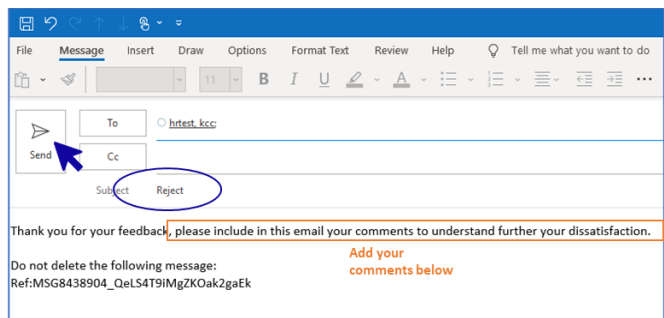 File Message Insert Draw Options Format Text Review Help Tell me what you want to do
11 B I U A
To hrtest, kcc;
Send
Cc
Subject Reject
Thank you for your feedback, please include in this email your comments to understand further your dissatisfaction.
Add your
comments below
Do not delete the following message:
Ref:MSG8438904_QeLS4T9iMgZKOak2gaEk